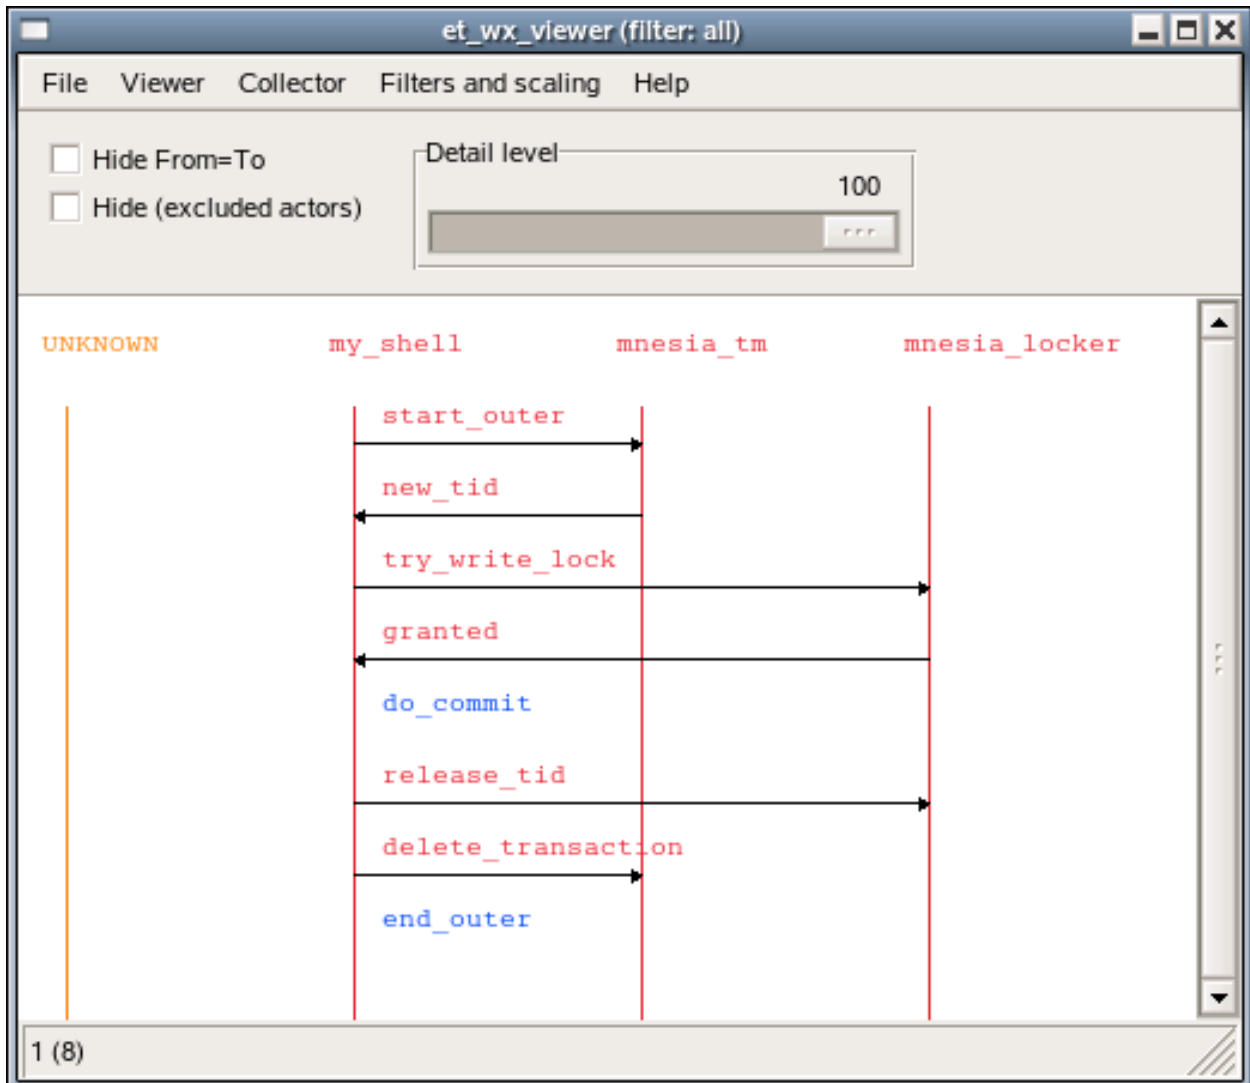 et_wx_viewer (filter: all)
File Viewer Collector Filters and scaling Help
Hide From=To
Hide (excluded actors)
Detail level
100
UNKNOWN my_shell mnesia_tm mnesia_locker
start_outer
new_tid
try_write_lock
granted
do_commit
release_tid
delete_transaction
end_outer
1 (8)